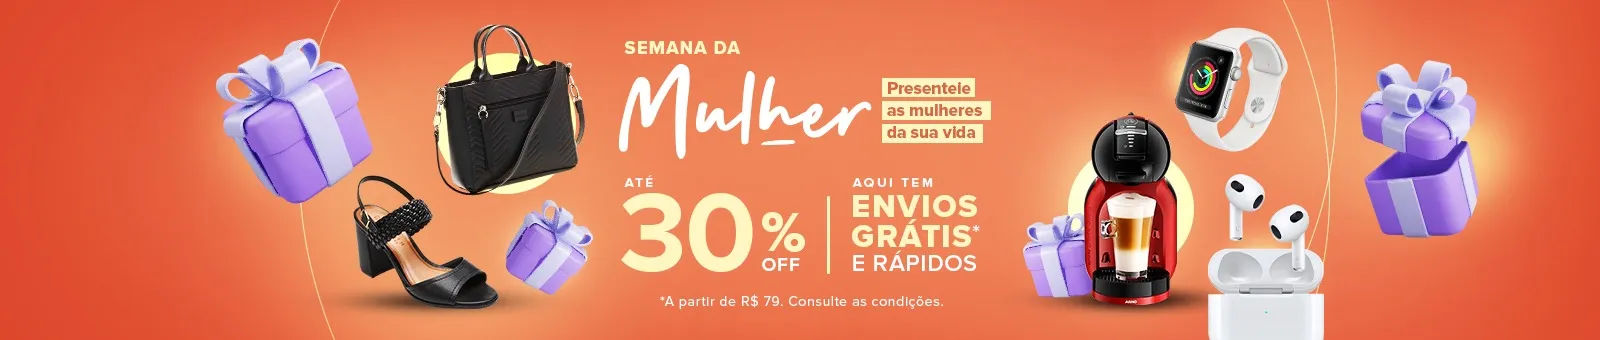 SEMANA DA
Mulher
Presenteie
as mulheres
da sua vida
ATÉ
30%
OFF
AQUI TEM
ENVIOS
GRÁTIS*
E RÁPIDOS
*A partir de R$ 79. Consulte as condições.
ARNO